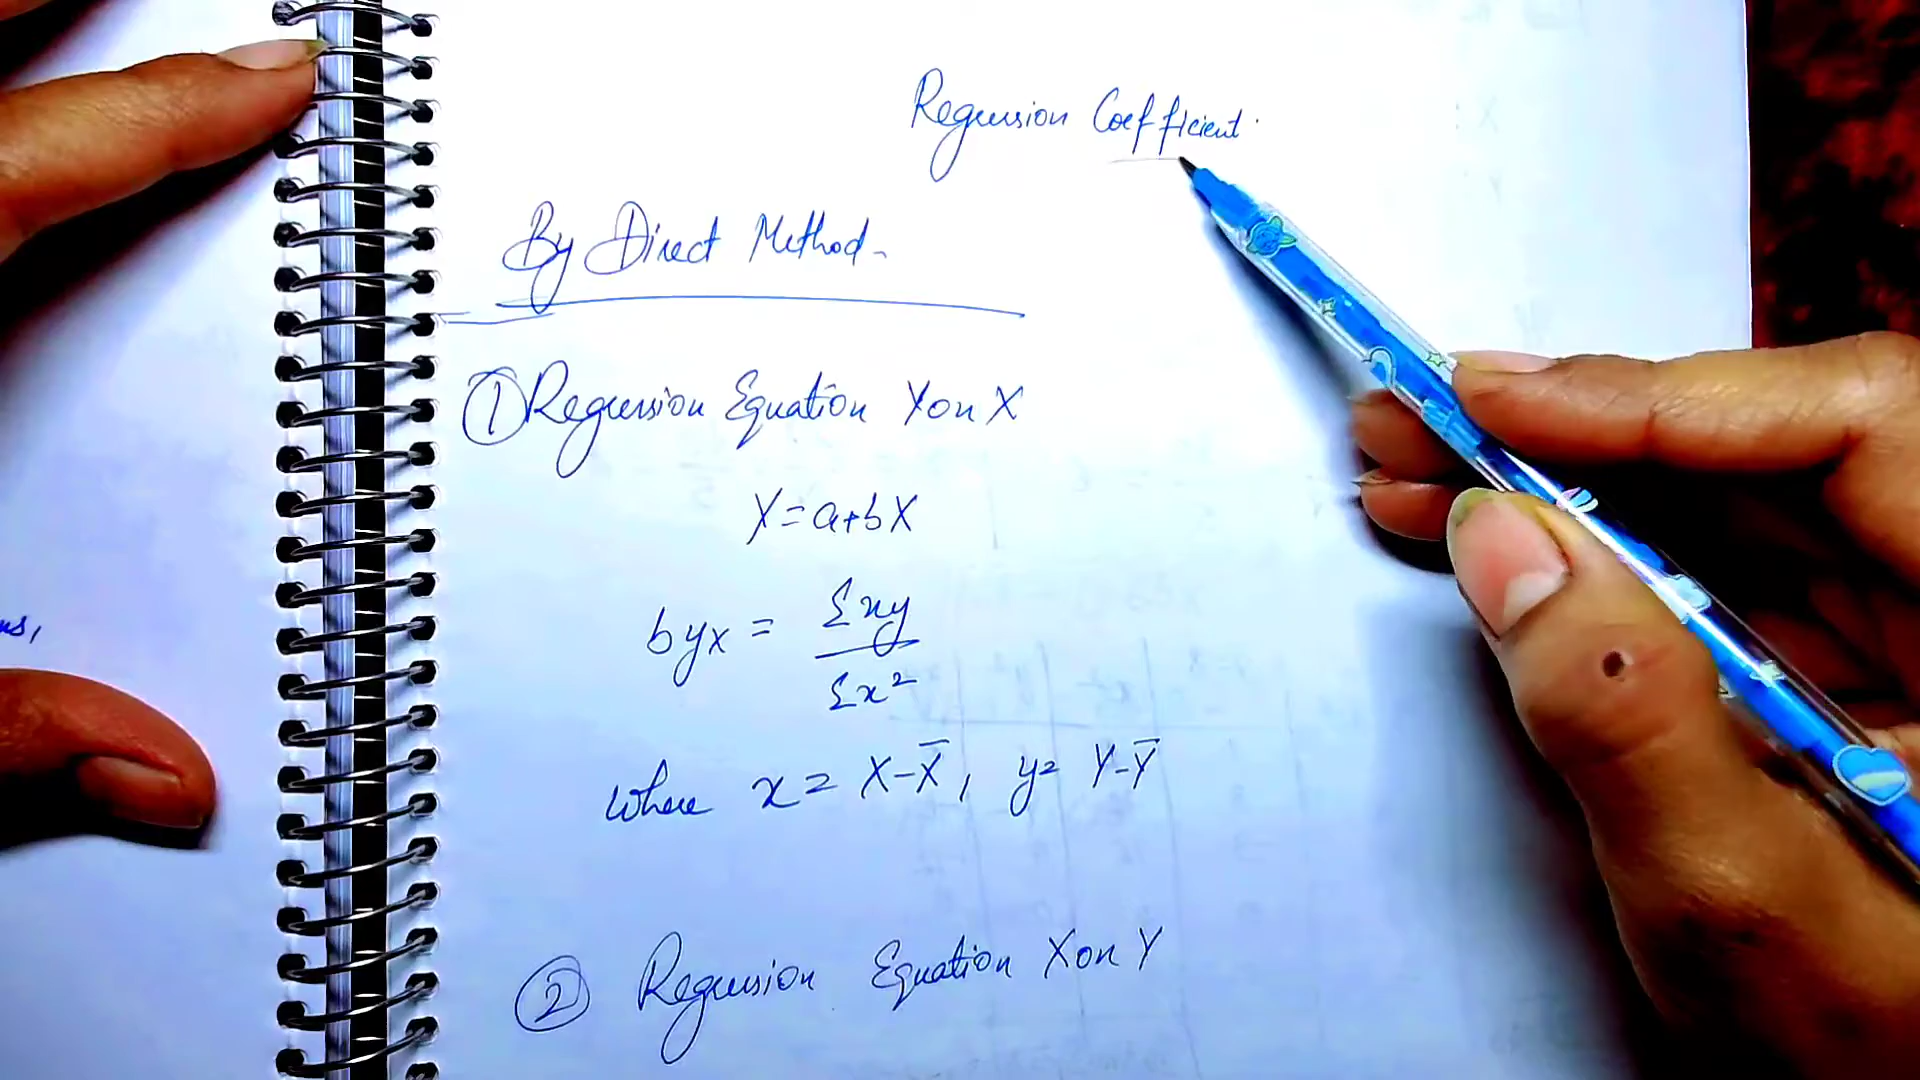 Regression Coefficient.
By Direct Method -
① Regression Equation Y on X
Y = a + bX
byx = Σxy / Σx²
where x = X - X̅, y = Y - Y̅
② Regression Equation X on Y